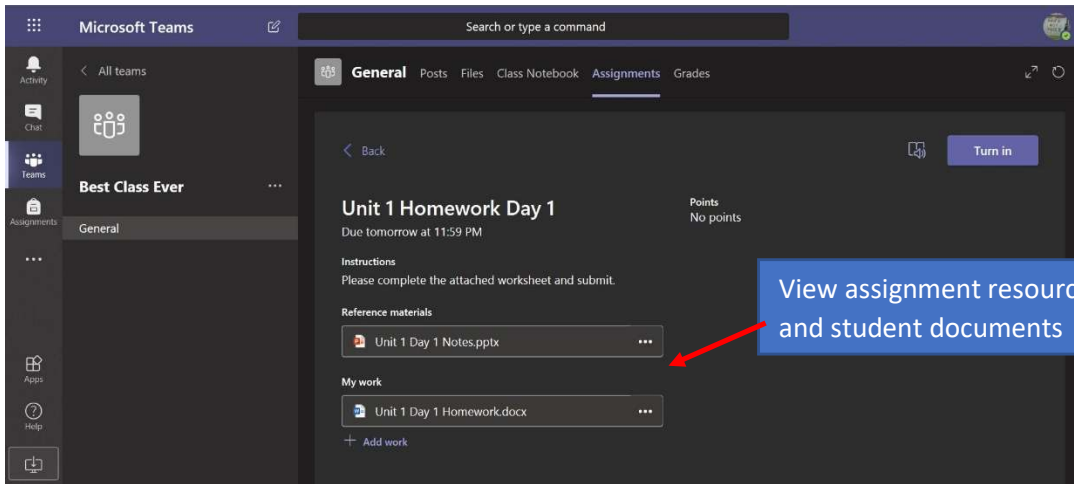 Microsoft Teams
Search or type a command
Activity
Chat
Teams
Assignments
Apps
Help
All teams
Best Class Ever
General
General Posts Files Class Notebook Assignments Grades
Back
Turn in
Unit 1 Homework Day 1
Due tomorrow at 11:59 PM
Points
No points
Instructions
Please complete the attached worksheet and submit.
Reference materials
Unit 1 Day 1 Notes.pptx
My work
Unit 1 Day 1 Homework.docx
+ Add work
View assignment resourc
and student documents